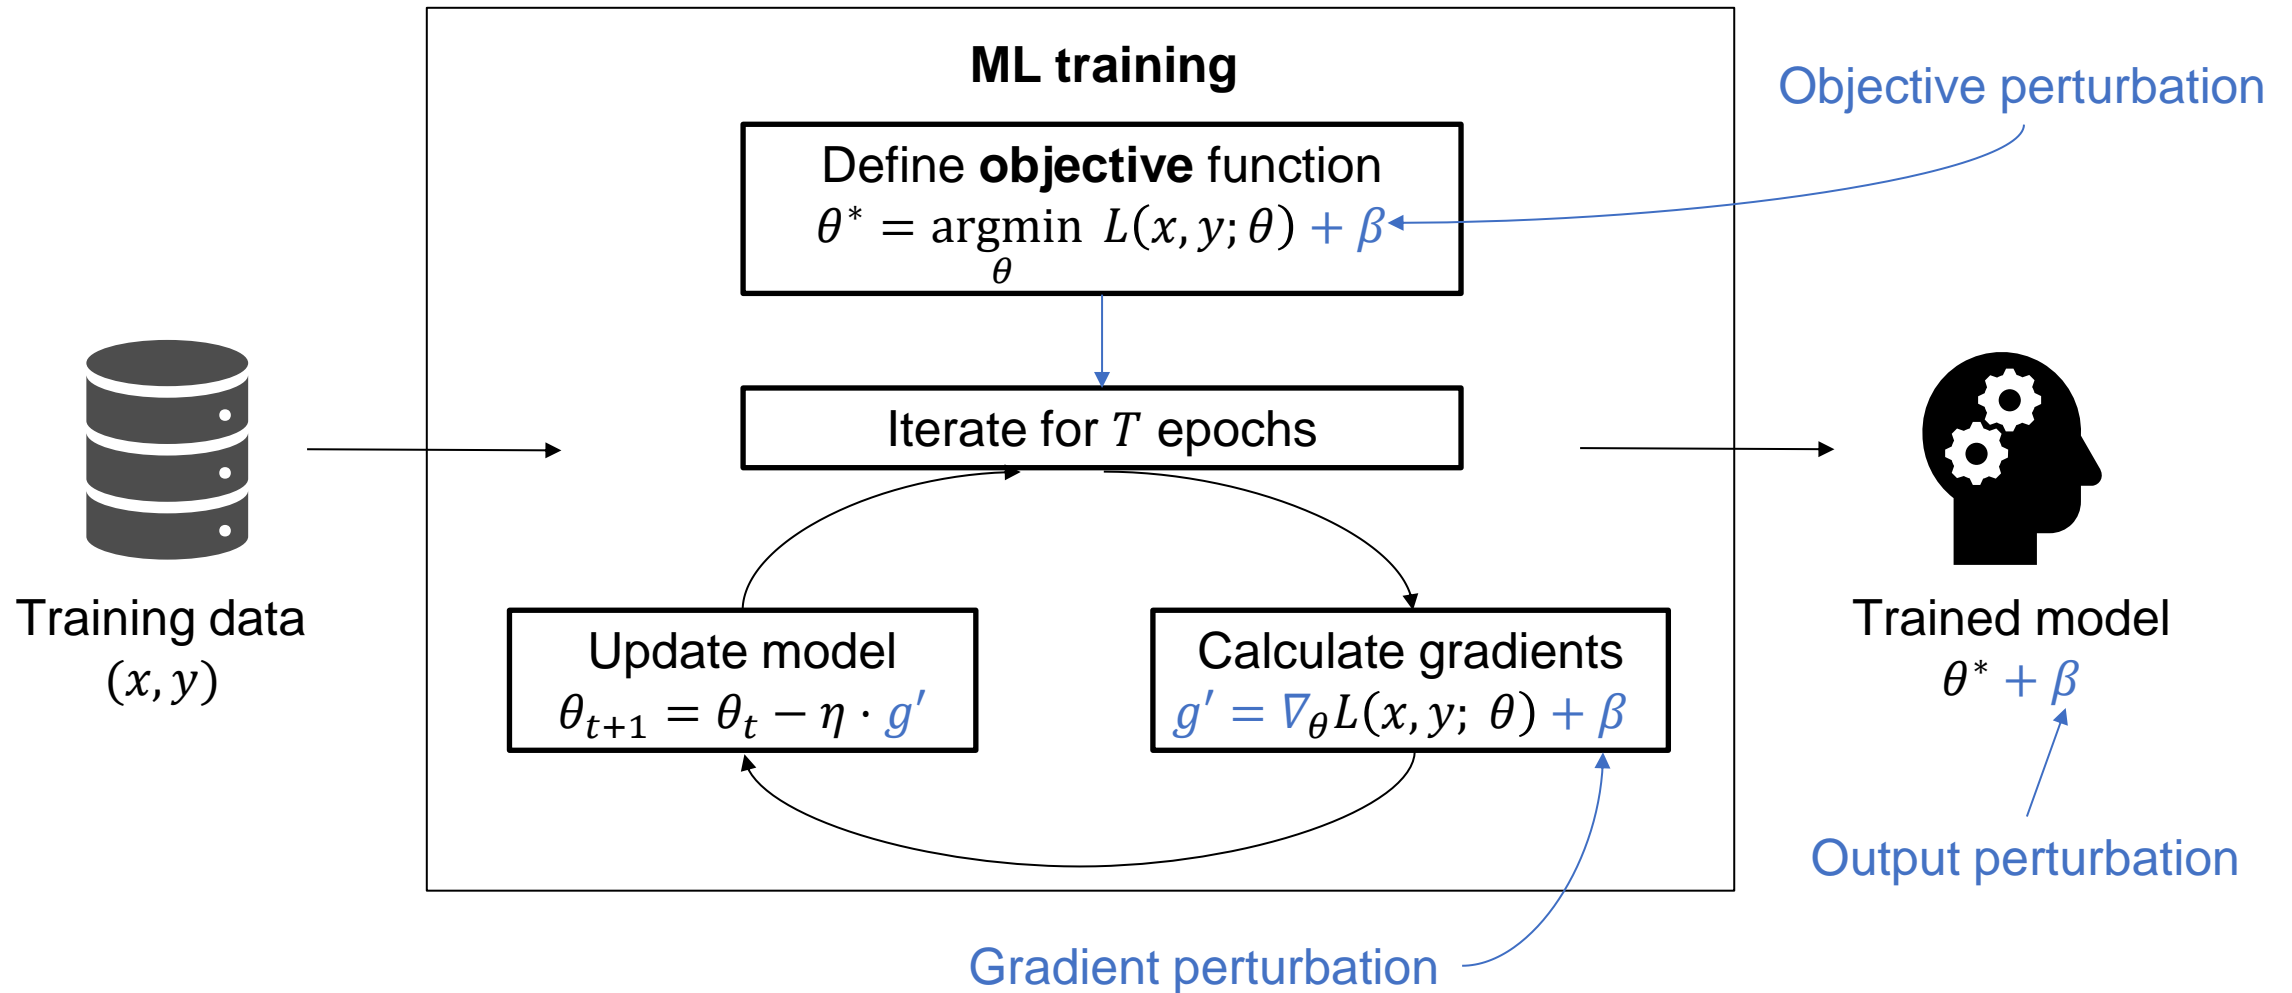 ML training
Objective perturbation
Define objective function
θ* = argmin L(x, y; θ) + β
θ
Iterate for T epochs
Training data
(x, y)
Update model
θₜ₊₁ = θₜ − η · g′
Calculate gradients
g′ = ∇_θ L(x, y; θ) + β
Trained model
θ* + β
Output perturbation
Gradient perturbation